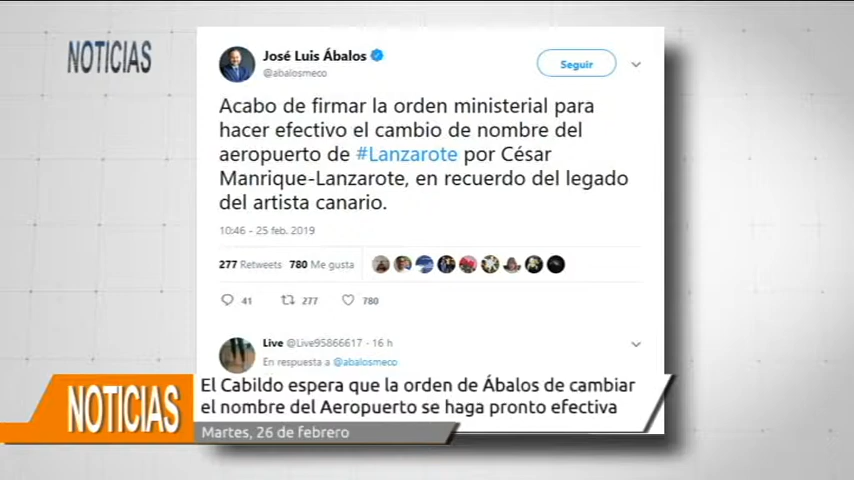 NOTICIAS
José Luis Ábalos
@abalosmeco
Seguir
Acabo de firmar la orden ministerial para
hacer efectivo el cambio de nombre del
aeropuerto de #Lanzarote por César
Manrique-Lanzarote, en recuerdo del legado
del artista canario.
10:46 - 25 feb. 2019
277 Retweets 780 Me gusta
41 277 780
Live @Live95866617 · 16 h
En respuesta a @abalosmeco
NOTICIAS
El Cabildo espera que la orden de Ábalos de cambiar
el nombre del Aeropuerto se haga pronto efectiva
Martes, 26 de febrero